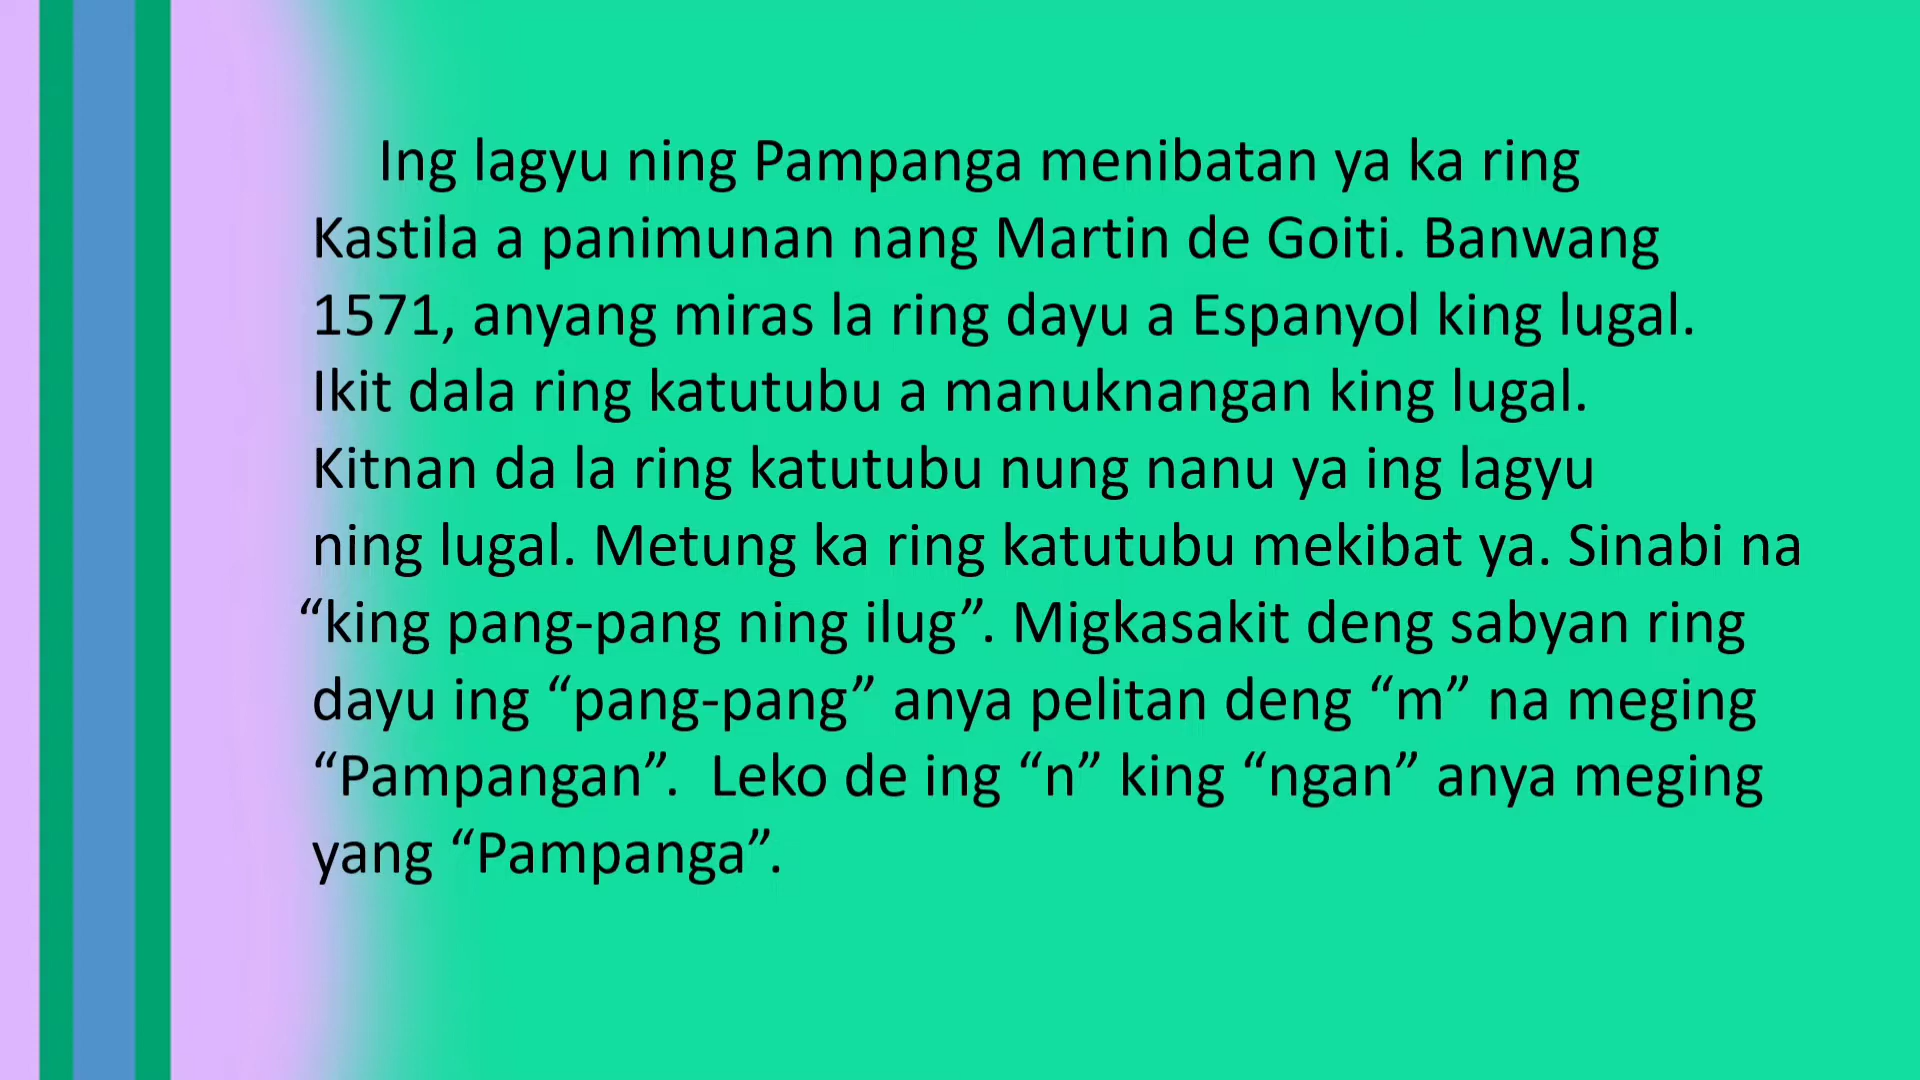 Ing lagyu ning Pampanga menibatan ya ka ring
Kastila a panimunan nang Martin de Goiti. Banwang
1571, anyang miras la ring dayu a Espanyol king lugal.
Ikit dala ring katutubu a manuknangan king lugal.
Kitnan da la ring katutubu nung nanu ya ing lagyu
ning lugal. Metung ka ring katutubu mekibat ya. Sinabi na
“king pang-pang ning ilug”. Migkasakit deng sabyan ring
dayu ing “pang-pang” anya pelitan deng “m” na meging
“Pampangan”.  Leko de ing “n” king “ngan” anya meging
yang “Pampanga”.